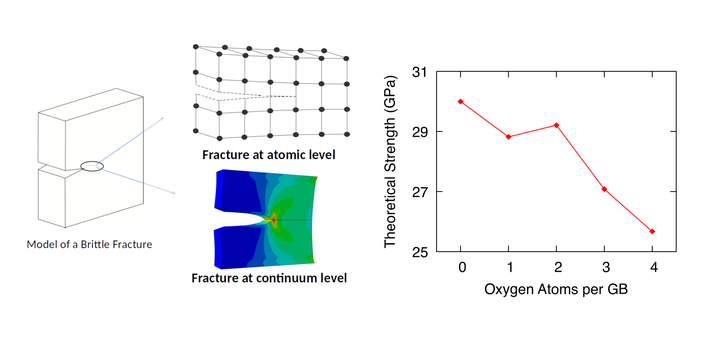 Fracture at atomic level
Model of a Brittle Fracture
Fracture at continuum level
Theoretical Strength (GPa)
31
29
27
25
0 1 2 3 4
Oxygen Atoms per GB